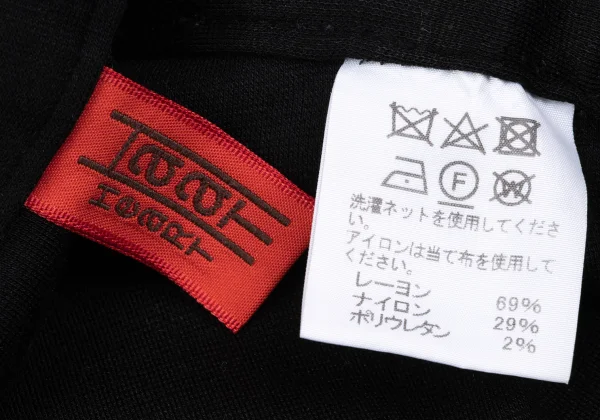 HEART
F
W
洗濯ネットを使用してくださ
い。
アイロンは当て布を使用して
ください。
レーヨン 69%
ナイロン 29%
ポリウレタン 2%